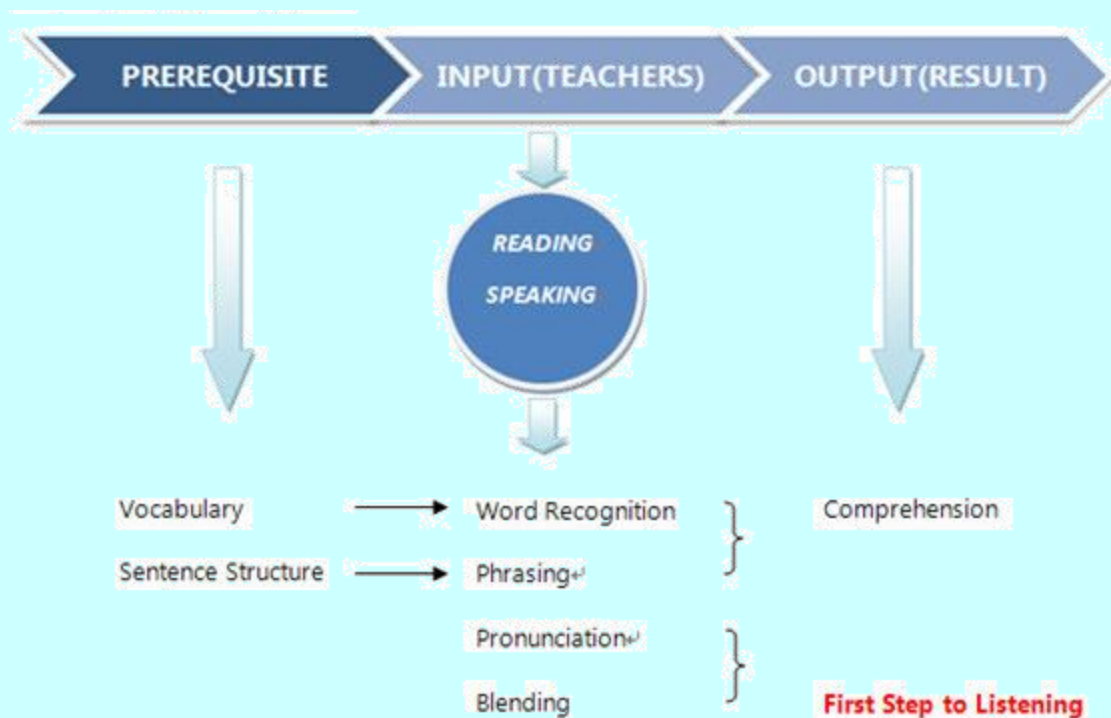 PREREQUISITE INPUT(TEACHERS) OUTPUT(RESULT)
READING
SPEAKING
Vocabulary Word Recognition Comprehension
Sentence Structure Phrasing↵
Pronunciation↵
Blending First Step to Listening